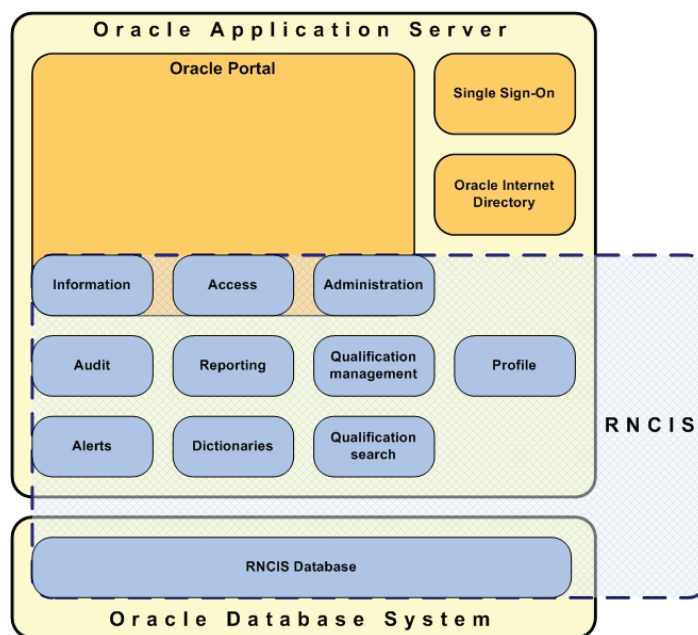 Oracle Application Server
Oracle Portal
Single Sign-On
Oracle Internet
Directory
Information
Access
Administration
Audit
Reporting
Qualification
management
Profile
RNCIS
Alerts
Dictionaries
Qualification
search
RNCIS Database
Oracle Database System